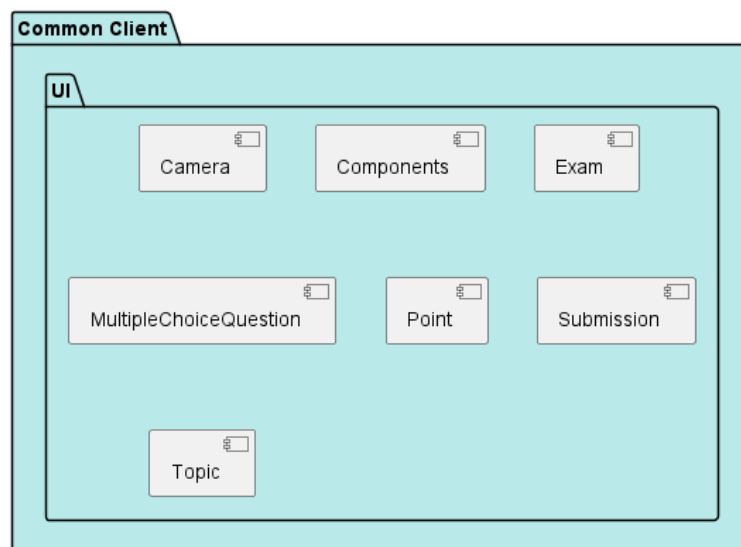 Common Client
UI
Camera
Components
Exam
MultipleChoiceQuestion
Point
Submission
Topic